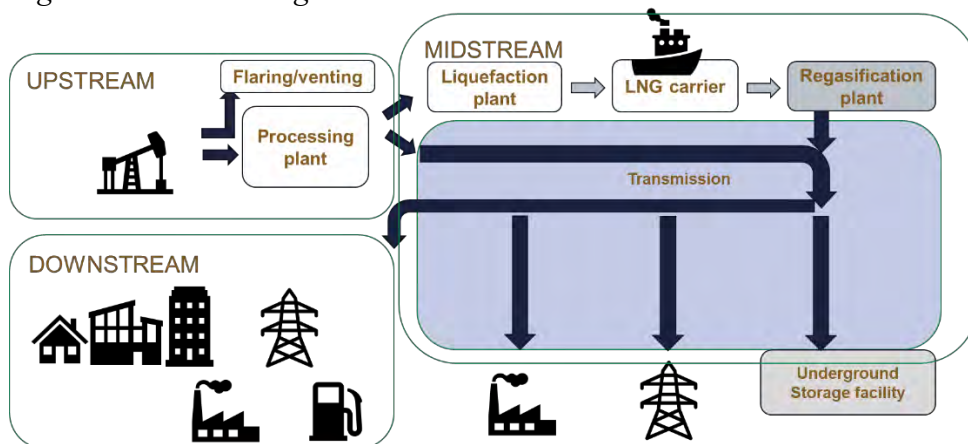 UPSTREAM
Flaring/venting
Processing
plant
MIDSTREAM
Liquefaction
plant
LNG carrier
Regasification
plant
Transmission
DOWNSTREAM
Underground
Storage facility